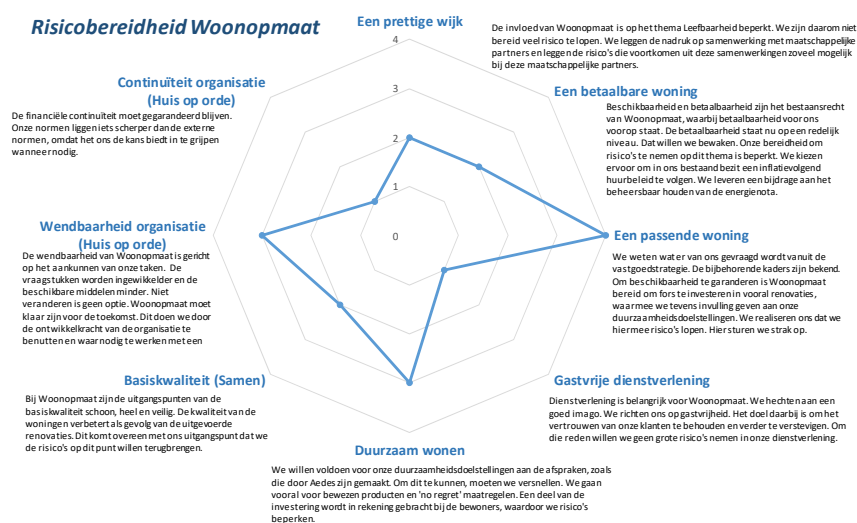 Risicobereidheid Woonopmaat
Een prettige wijk
De invloed van Woonopmaat is op het thema Leefbaarheid beperkt. We zijn daarom niet
bereid veel risico te lopen. We leggen de nadruk op samenwerking met maatschappelijke
partners en leggen de risico's die voortkomen uit deze samenwerkingen zoveel mogelijk
bij deze maatschappelijke partners.
Een betaalbare woning
Beschikbaarheid en betaalbaarheid zijn het bestaansrecht
van Woonopmaat, waarbij betaalbaarheid voor ons
voorop staat. De betaalbaarheid staat nu op een redelijk
niveau. Dat willen we bewaken. Onze bereidheid om
risico's te nemen op dit thema is beperkt. We kiezen
ervoor om in ons bestaand bezit een inflatievolgend
huurbeleid te volgen. We leveren een bijdrage aan het
beheersbaar houden van de energienota.
Een passende woning
We weten water van ons gevraagd wordt vanuit de
vastgoedstrategie. De bijbehorende kaders zijn bekend.
Om beschikbaarheid te garanderen is Woonopmaat
bereid om fors te investeren in vooral renovaties,
waarmee we tevens invulling geven aan onze
duurzaamheidsdoelstellingen. We realiseren ons dat we
hiermee risico's lopen. Hier sturen we strak op.
Gastvrije dienstverlening
Dienstverlening is belangrijk voor Woonopmaat. We hechten aan een
goed imago. We richten ons op gastvrijheid. Het doel daarbij is om het
vertrouwen van onze klanten te behouden en verder te verstevigen. Om
die reden willen we geen grote risico's nemen in onze dienstverlening.
Duurzaam wonen
We willen voldoen voor onze duurzaamheidsdoelstellingen aan de afspraken, zoals
die door Aedes zijn gemaakt. Om dit te kunnen, moeten we versnellen. We gaan
vooral voor bewezen producten en 'no regret' maatregelen. Een deel van de
investering wordt in rekening gebracht bij de bewoners, waardoor we risico's
beperken.
Basiskwaliteit (Samen)
Bij Woonopmaat zijn de uitgangspunten van de
basiskwaliteit schoon, heel en veilig. De kwaliteit van de
woningen verbetert als gevolg van de uitgevoerde
renovaties. Dit komt overeen met ons uitgangspunt dat we
de risico's op dit punt willen terugbrengen.
Wendbaarheid organisatie
(Huis op orde)
De wendbaarheid van Woonopmaat is gericht
op het aankunnen van onze taken. De
vraagstukken worden ingewikkelder en de
beschikbare middelen minder. Niet
veranderen is geen optie. Woonopmaat moet
klaar zijn voor de toekomst. Dit doen we door
de ontwikkelkracht van de organisatie te
benutten en waar nodig te werken met een
Continuïteit organisatie
(Huis op orde)
De financiële continuïteit moet gegarandeerd blijven.
Onze normen liggen iets scherper dan de externe
normen, omdat het ons de kans biedt in te grijpen
wanneer nodig.
4
3
2
1
0